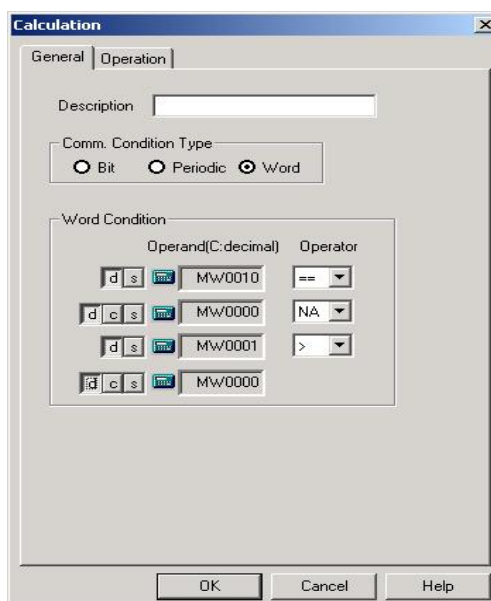 Calculation
General Operation
Description
Comm. Condition Type
Bit Periodic Word
Word Condition
Operand(C:decimal) Operator
d s MW0010 ==
d c s MW0000 NA
d s MW0001 >
d c s MW0000
OK Cancel Help